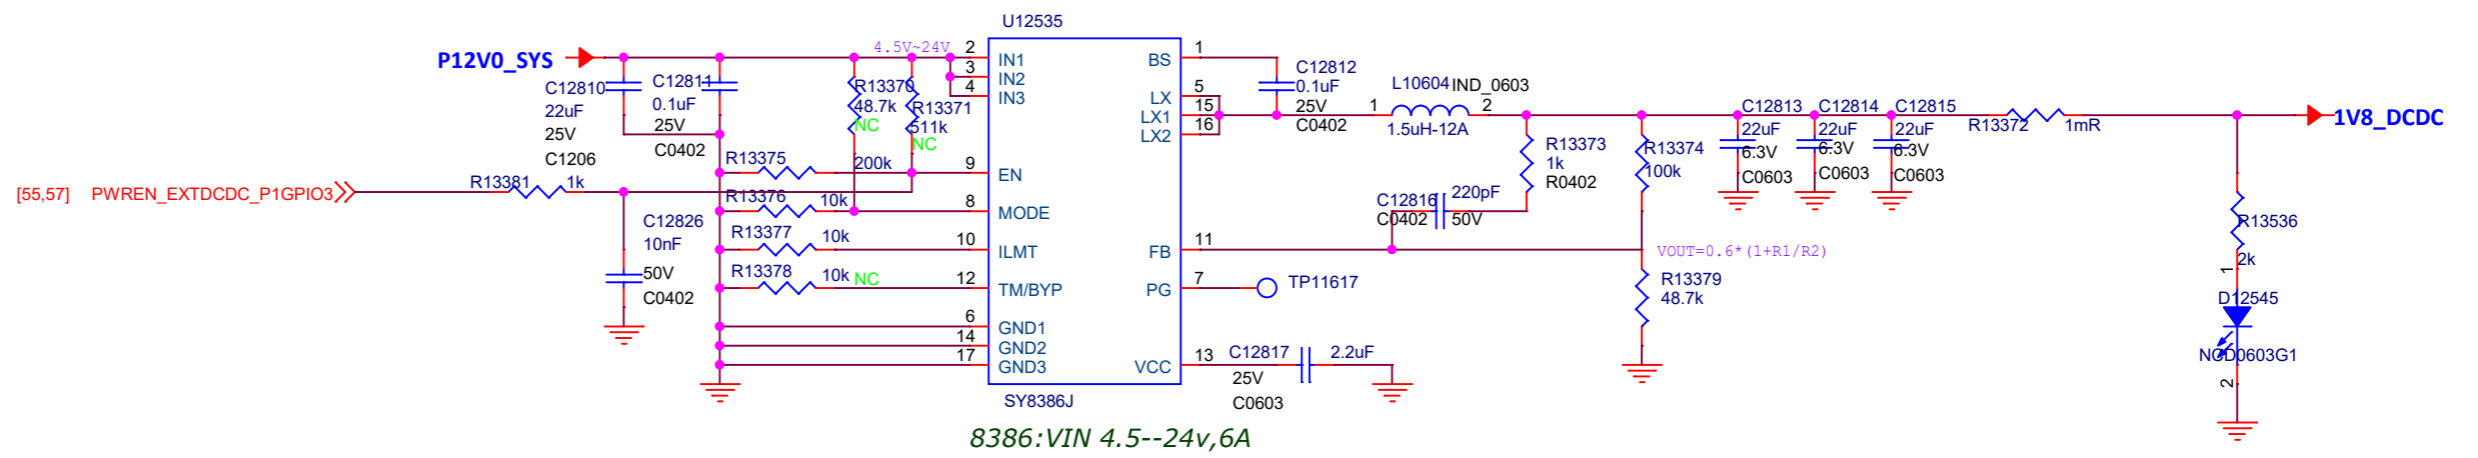 U12535
P12V0_SYS
4.5V~24V
C12810
22uF
25V
C1206
C12811
0.1uF
25V
C0402
R13370
48.7k
NC
R13371
511k
NC
2
3
4
IN1
IN2
IN3
1
BS
5
15
16
LX
LX1
LX2
C12812
0.1uF
25V
C0402
L10604
IND_0603
1
2
1.5uH-12A
C12813
22uF
6.3V
C0603
C12814
22uF
6.3V
C0603
C12815
22uF
6.3V
C0603
R13372
1mR
1V8_DCDC
[55,57]
PWREN_EXTDCDC_P1GPIO3
R13381
1k
R13375
200k
9
EN
R13376
10k
8
MODE
R13377
10k
10
ILMT
R13378
10k
NC
12
TM/BYP
C12826
10nF
50V
C0402
6
14
17
GND1
GND2
GND3
R13373
1k
R0402
R13374
100k
C12816
C0402
220pF
50V
FB
11
VOUT=0.6*(1+R1/R2)
PG
7
TP11617
R13379
48.7k
VCC
13
C12817
2.2uF
25V
C0603
R13536
2k
1
D12545
NCD0603G1
2
SY8386J
8386:VIN 4.5--24v,6A